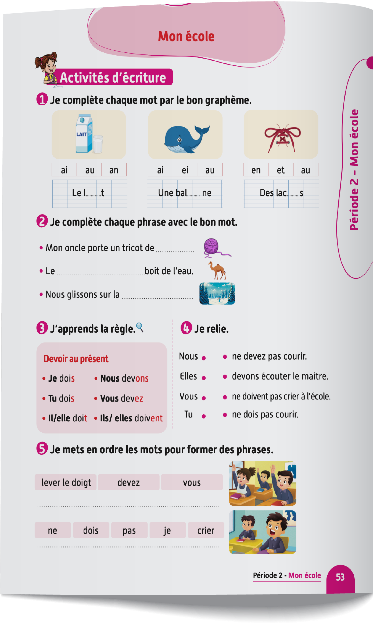 Mon école
Activités d'écriture
1 Je complète chaque mot par le bon graphème.
LAIT
ai au an
ai ei au
en et au
Le l......t
Une bal......ne
Des lac......s
2 Je complète chaque phrase avec le bon mot.
• Mon oncle porte un tricot de................
• Le ................................ boit de l'eau.
• Nous glissons sur la ................................
3 J'apprends la règle.
Devoir au présent
• Je dois • Nous devons
• Tu dois • Vous devez
• Il/elle doit • Ils/ elles doivent
4 Je relie.
Nous • • ne devez pas courir.
Elles • • devons écouter le maître.
Vous • • ne doivent pas crier à l'école.
Tu • • ne dois pas courir.
5 Je mets en ordre les mots pour former des phrases.
lever le doigt devez vous
ne dois pas je crier
Période 2 - Mon école 53
Période 2 - Mon école